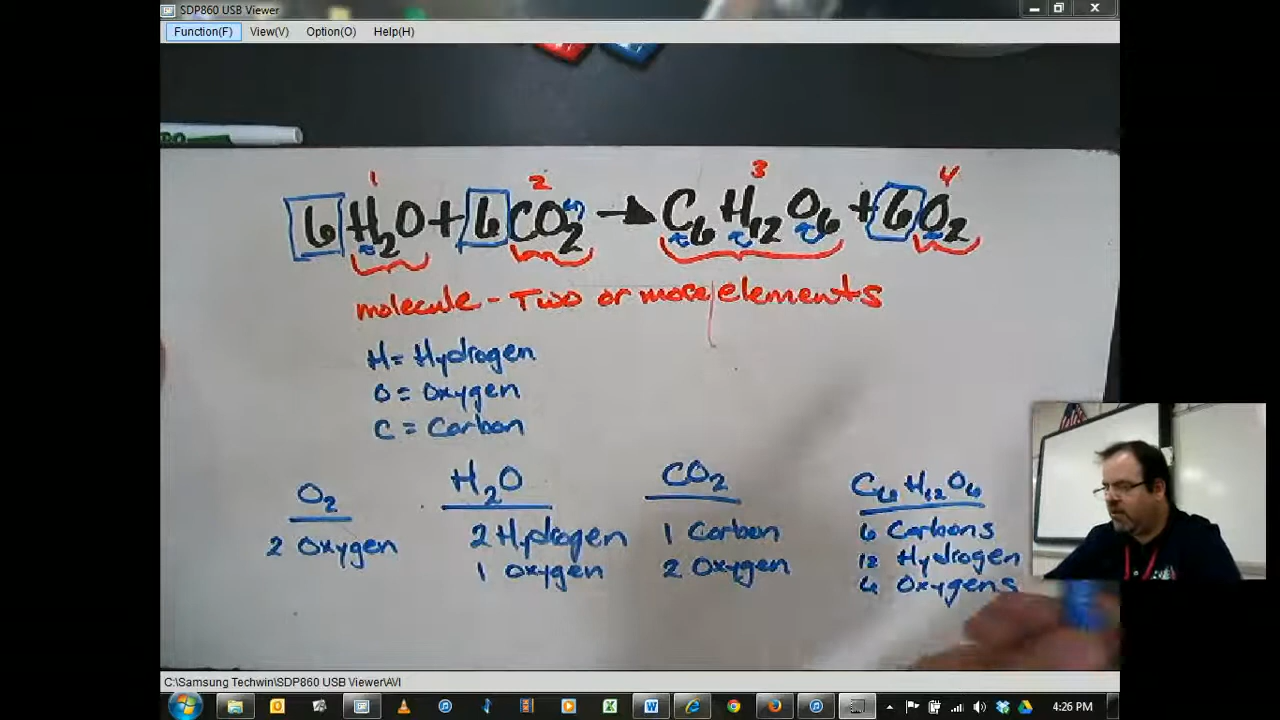 SDP860 USB Viewer
Function(F) View(V) Option(O) Help(H)
1 2 3 4
6 H₂O + 6 CO₂ → C₆ H₁₂ O₆ + 6 O₂
molecule - Two or more elements
H = Hydrogen
O = Oxygen
C = Carbon
O₂
2 Oxygen
H₂O
2 Hydrogen
1 Oxygen
CO₂
1 Carbon
2 Oxygen
C₆ H₁₂ O₆
6 Carbons
12 Hydrogen
6 Oxygens
C:\Samsung Techwin\SDP860 USB Viewer\AVI
4:26 PM